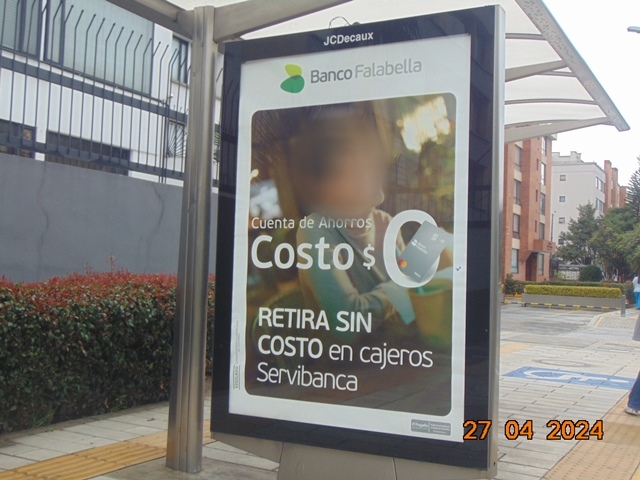 JCDecaux
Banco Falabella
Cuenta de Ahorros
Costo $ 0
RETIRA SIN
COSTO en cajeros
Servibanca
27 04 2024